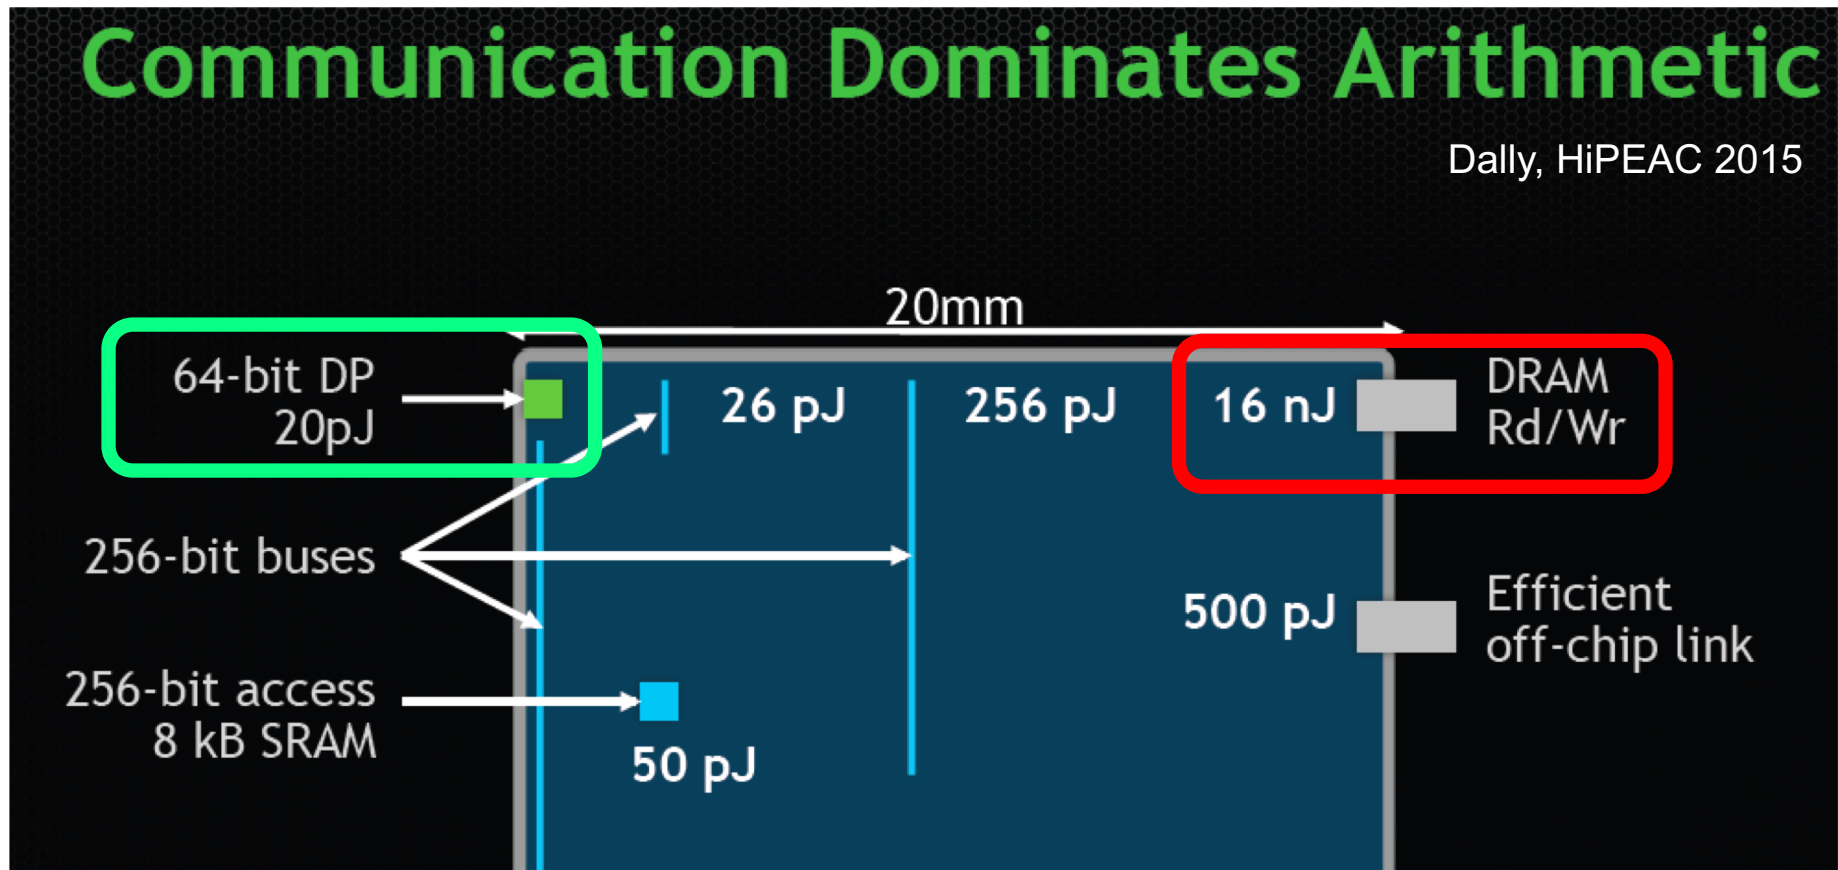 Communication Dominates Arithmetic
Dally, HiPEAC 2015
20mm
64-bit DP
20pJ
26 pJ
256 pJ
16 nJ
DRAM
Rd/Wr
256-bit buses
500 pJ
Efficient
off-chip link
256-bit access
8 kB SRAM
50 pJ